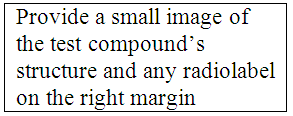 Provide a small image of
the test compound’s
structure and any radiolabel
on the right margin